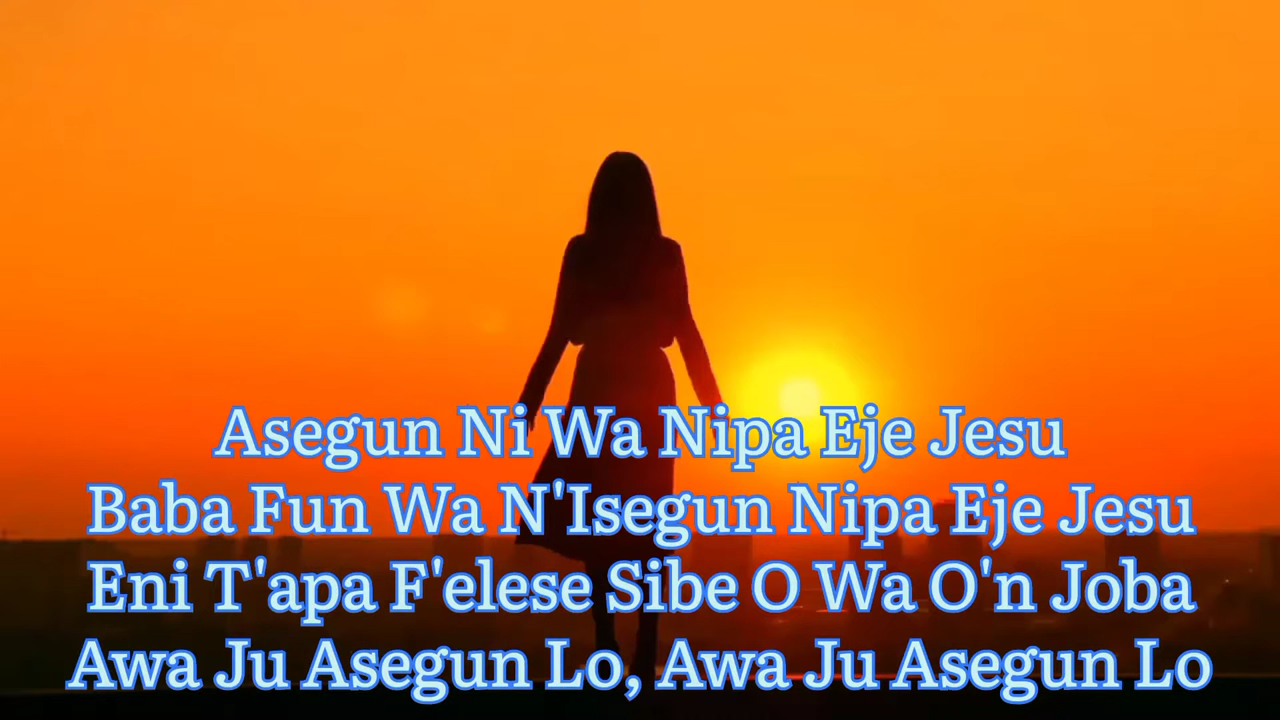 Asegun Ni Wa Nipa Eje Jesu
Baba Fun Wa N'Isegun Nipa Eje Jesu
Eni T'apa F'elese Sibe O Wa O'n Joba
Awa Ju Asegun Lo, Awa Ju Asegun Lo